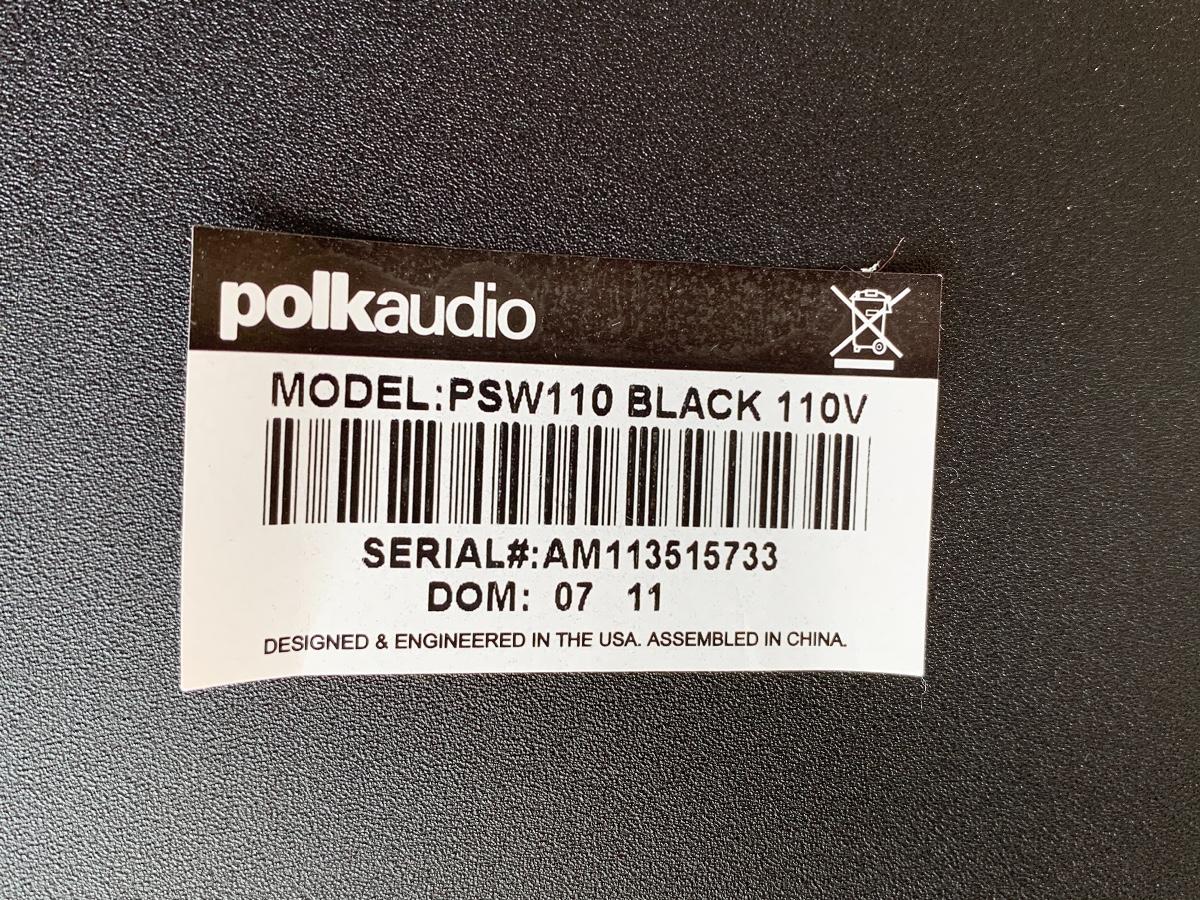 polkaudio
MODEL:PSW110 BLACK 110V
SERIAL#:AM113515733
DOM: 07 11
DESIGNED & ENGINEERED IN THE USA. ASSEMBLED IN CHINA.